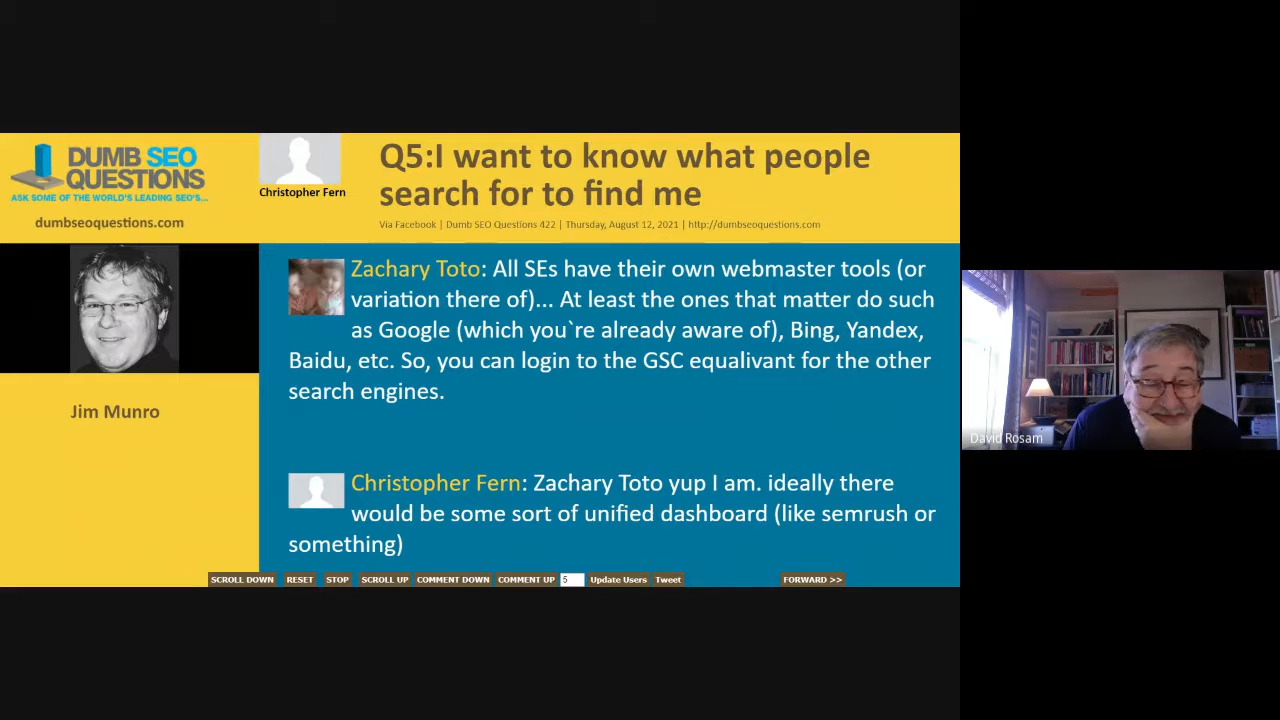 DUMB SEO
QUESTIONS
ASK SOME OF THE WORLD'S LEADING SEO'S...
dumbseoquestions.com
Christopher Fern
Q5:I want to know what people
search for to find me
Via Facebook | Dumb SEO Questions 422 | Thursday, August 12, 2021 | http://dumbseoquestions.com
Jim Munro
Zachary Toto: All SEs have their own webmaster tools (or
variation there of)... At least the ones that matter do such
as Google (which you`re already aware of), Bing, Yandex,
Baidu, etc. So, you can login to the GSC equalivant for the other
search engines.
Christopher Fern: Zachary Toto yup I am. ideally there
would be some sort of unified dashboard (like semrush or
something)
SCROLL DOWN RESET STOP SCROLL UP COMMENT DOWN COMMENT UP 5 Update Users Tweet FORWARD >>
David Rosam